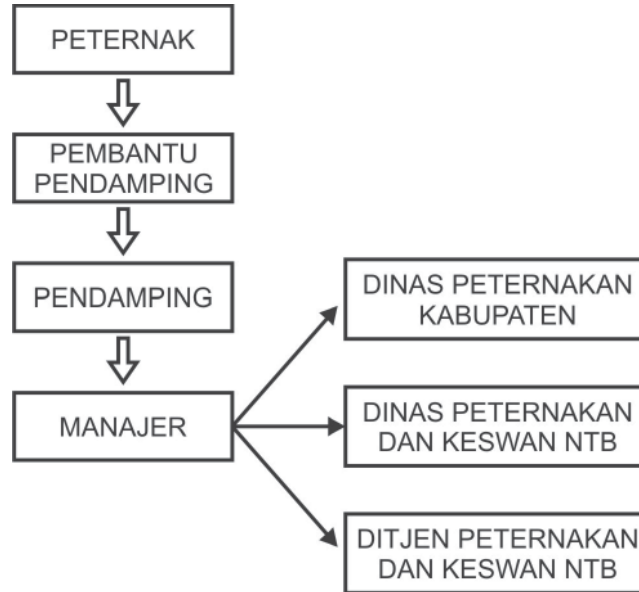 PETERNAK
PEMBANTU
PENDAMPING
PENDAMPING
MANAJER
DINAS PETERNAKAN
KABUPATEN
DINAS PETERNAKAN
DAN KESWAN NTB
DITJEN PETERNAKAN
DAN KESWAN NTB